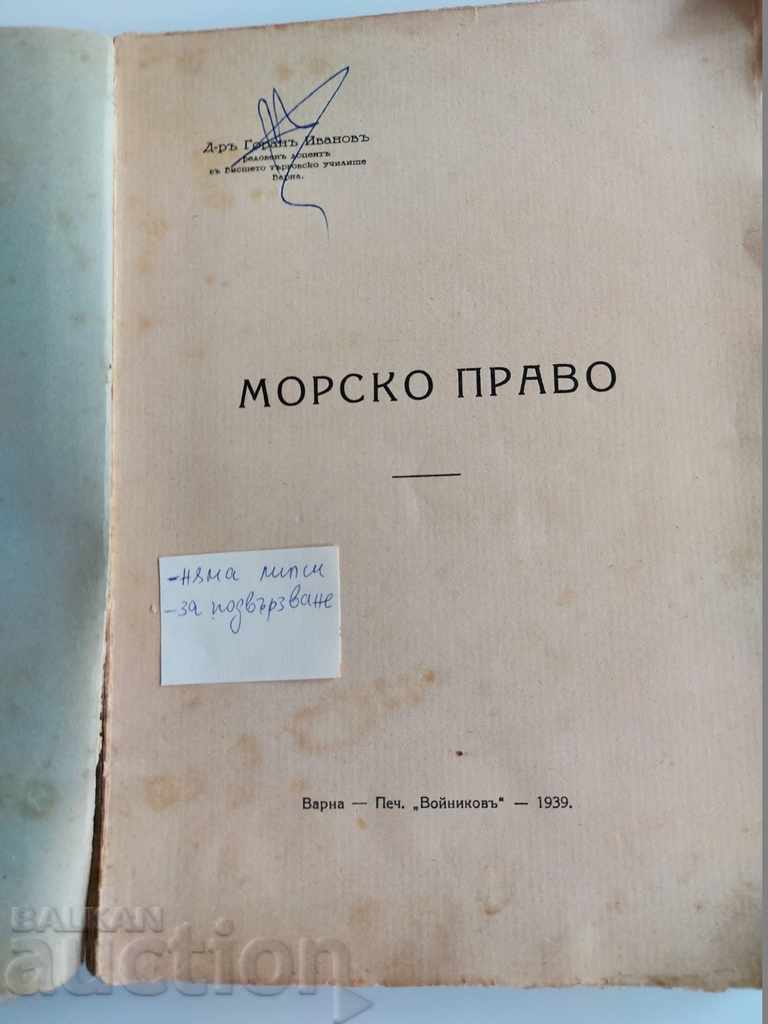 Д-ръ Горанъ Ивановъ
редовенъ доцентъ
въ Висшето търговско училище
Варна.
МОРСКО ПРАВО
-няма липси
-за подвързване
Варна — Печ. „Войниковъ“ — 1939.
BALKAN
auction